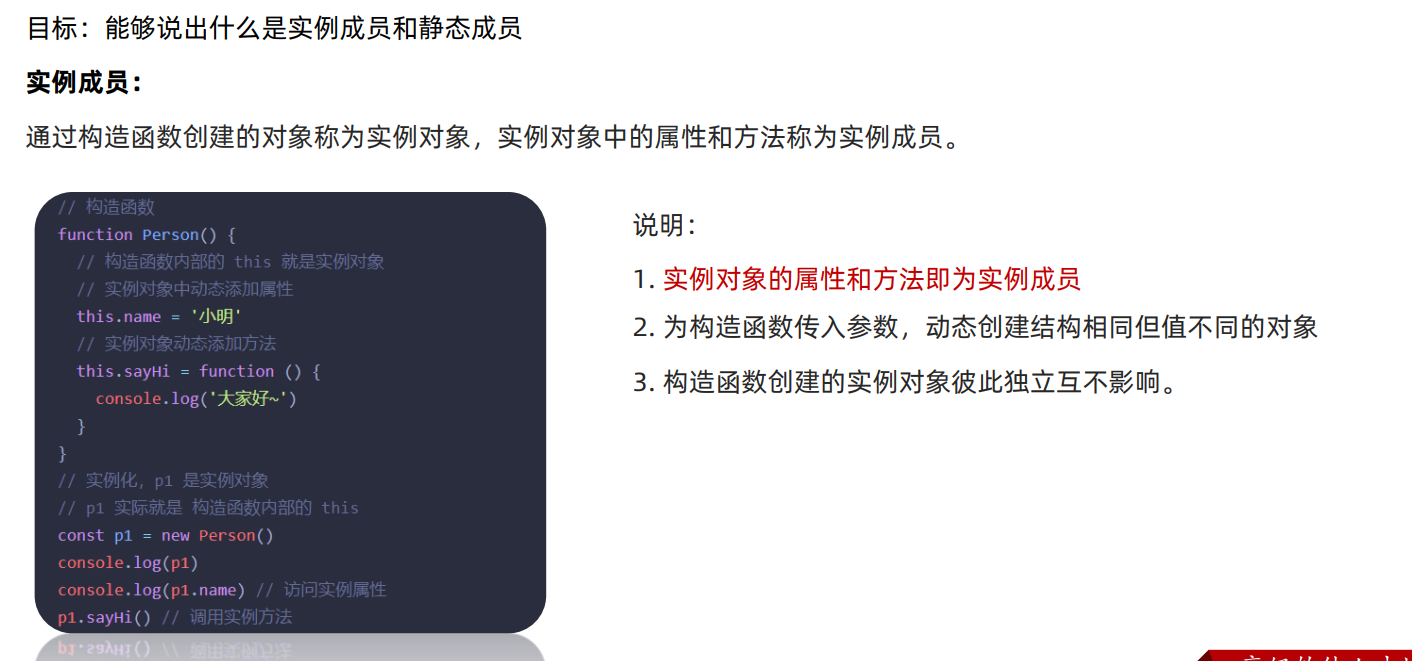 目标：能够说出什么是实例成员和静态成员
实例成员：
通过构造函数创建的对象称为实例对象，实例对象中的属性和方法称为实例成员。
// 构造函数
function Person() {
  // 构造函数内部的 this 就是实例对象
  // 实例对象中动态添加属性
  this.name = '小明'
  // 实例对象动态添加方法
  this.sayHi = function () {
    console.log('大家好~')
  }
}
// 实例化，p1 是实例对象
// p1 实际就是 构造函数内部的 this
const p1 = new Person()
console.log(p1)
console.log(p1.name) // 访问实例属性
p1.sayHi() // 调用实例方法
说明：
1. 实例对象的属性和方法即为实例成员
2. 为构造函数传入参数，动态创建结构相同但值不同的对象
3. 构造函数创建的实例对象彼此独立互不影响。